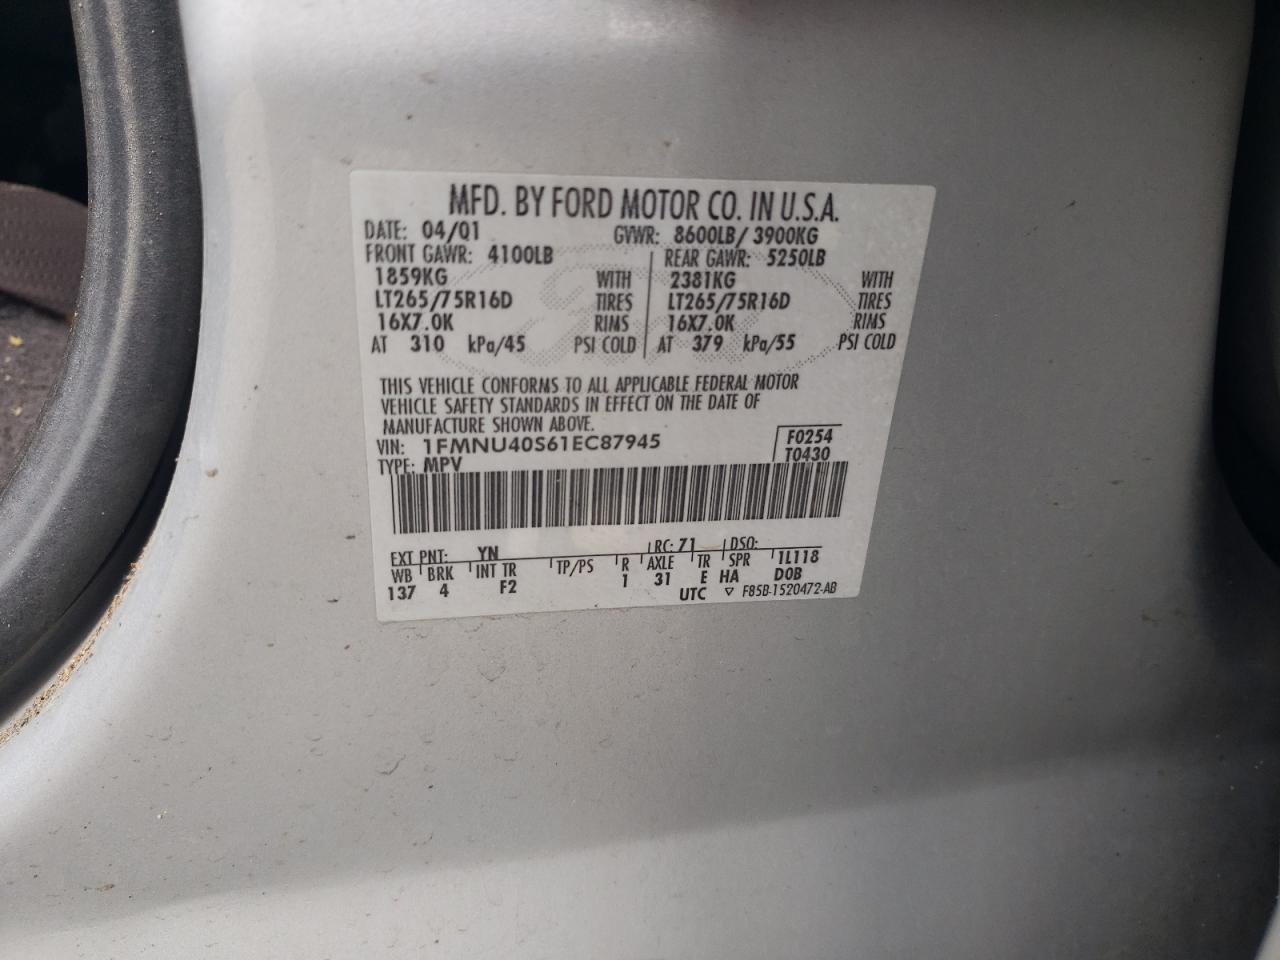 MFD. BY FORD MOTOR CO. IN U.S.A.
DATE: 04/01 GVWR: 8600LB/ 3900KG
FRONT GAWR: 4100LB REAR GAWR: 5250LB
1859KG WITH 2381KG WITH
LT265/75R16D TIRES LT265/75R16D TIRES
16X7.0K RIMS 16X7.0K RIMS
AT 310 kPa/45 PSI COLD AT 379 kPa/55 PSI COLD
THIS VEHICLE CONFORMS TO ALL APPLICABLE FEDERAL MOTOR
VEHICLE SAFETY STANDARDS IN EFFECT ON THE DATE OF
MANUFACTURE SHOWN ABOVE.
VIN: 1FMNU40S61EC87945 F0254
TYPE: MPV T0430
EXT PNT: YN RC: 71 DSO:
WB BRK INT TR TP/PS R AXLE TR SPR 1L118
137 4 F2 1 31 E HA DOB
UTC ▽ F85B-1520472-AB